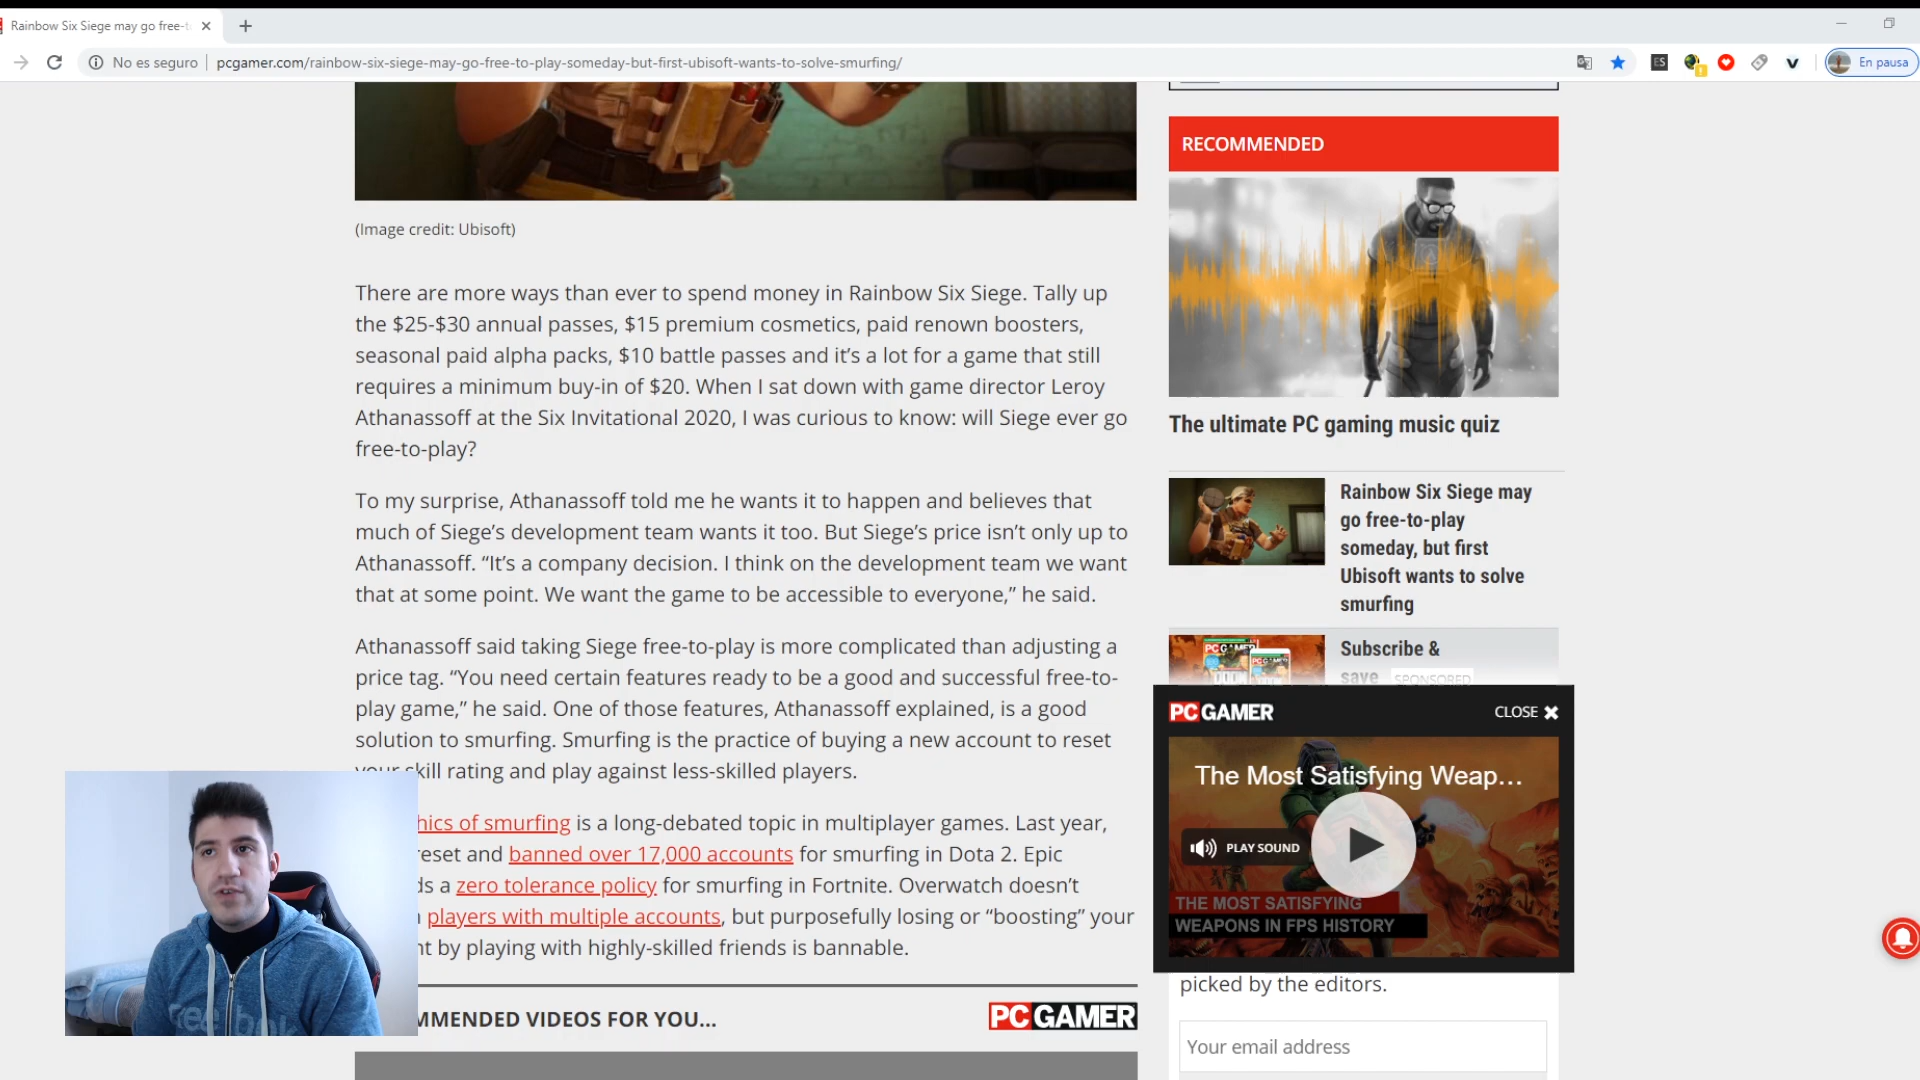 Rainbow Six Siege may go free-t
No es seguro
pcgamer.com/rainbow-six-siege-may-go-free-to-play-someday-but-first-ubisoft-wants-to-solve-smurfing/
ES
En pausa
(Image credit: Ubisoft)
There are more ways than ever to spend money in Rainbow Six Siege. Tally up
the $25-$30 annual passes, $15 premium cosmetics, paid renown boosters,
seasonal paid alpha packs, $10 battle passes and it’s a lot for a game that still
requires a minimum buy-in of $20. When I sat down with game director Leroy
Athanassoff at the Six Invitational 2020, I was curious to know: will Siege ever go
free-to-play?
To my surprise, Athanassoff told me he wants it to happen and believes that
much of Siege’s development team wants it too. But Siege’s price isn’t only up to
Athanassoff. “It’s a company decision. I think on the development team we want
that at some point. We want the game to be accessible to everyone,” he said.
Athanassoff said taking Siege free-to-play is more complicated than adjusting a
price tag. “You need certain features ready to be a good and successful free-to-
play game,” he said. One of those features, Athanassoff explained, is a good
solution to smurfing. Smurfing is the practice of buying a new account to reset
your skill rating and play against less-skilled players.
hics of smurfing is a long-debated topic in multiplayer games. Last year,
reset and banned over 17,000 accounts for smurfing in Dota 2. Epic
ds a zero tolerance policy for smurfing in Fortnite. Overwatch doesn’t
players with multiple accounts, but purposefully losing or “boosting” your
nt by playing with highly-skilled friends is bannable.
MMENDED VIDEOS FOR YOU...
PC GAMER
RECOMMENDED
The ultimate PC gaming music quiz
Rainbow Six Siege may
go free-to-play
someday, but first
Ubisoft wants to solve
smurfing
Subscribe &
save
SPONSORED
PC GAMER
CLOSE
The Most Satisfying Weap...
PLAY SOUND
THE MOST SATISFYING
WEAPONS IN FPS HISTORY
picked by the editors.
Your email address